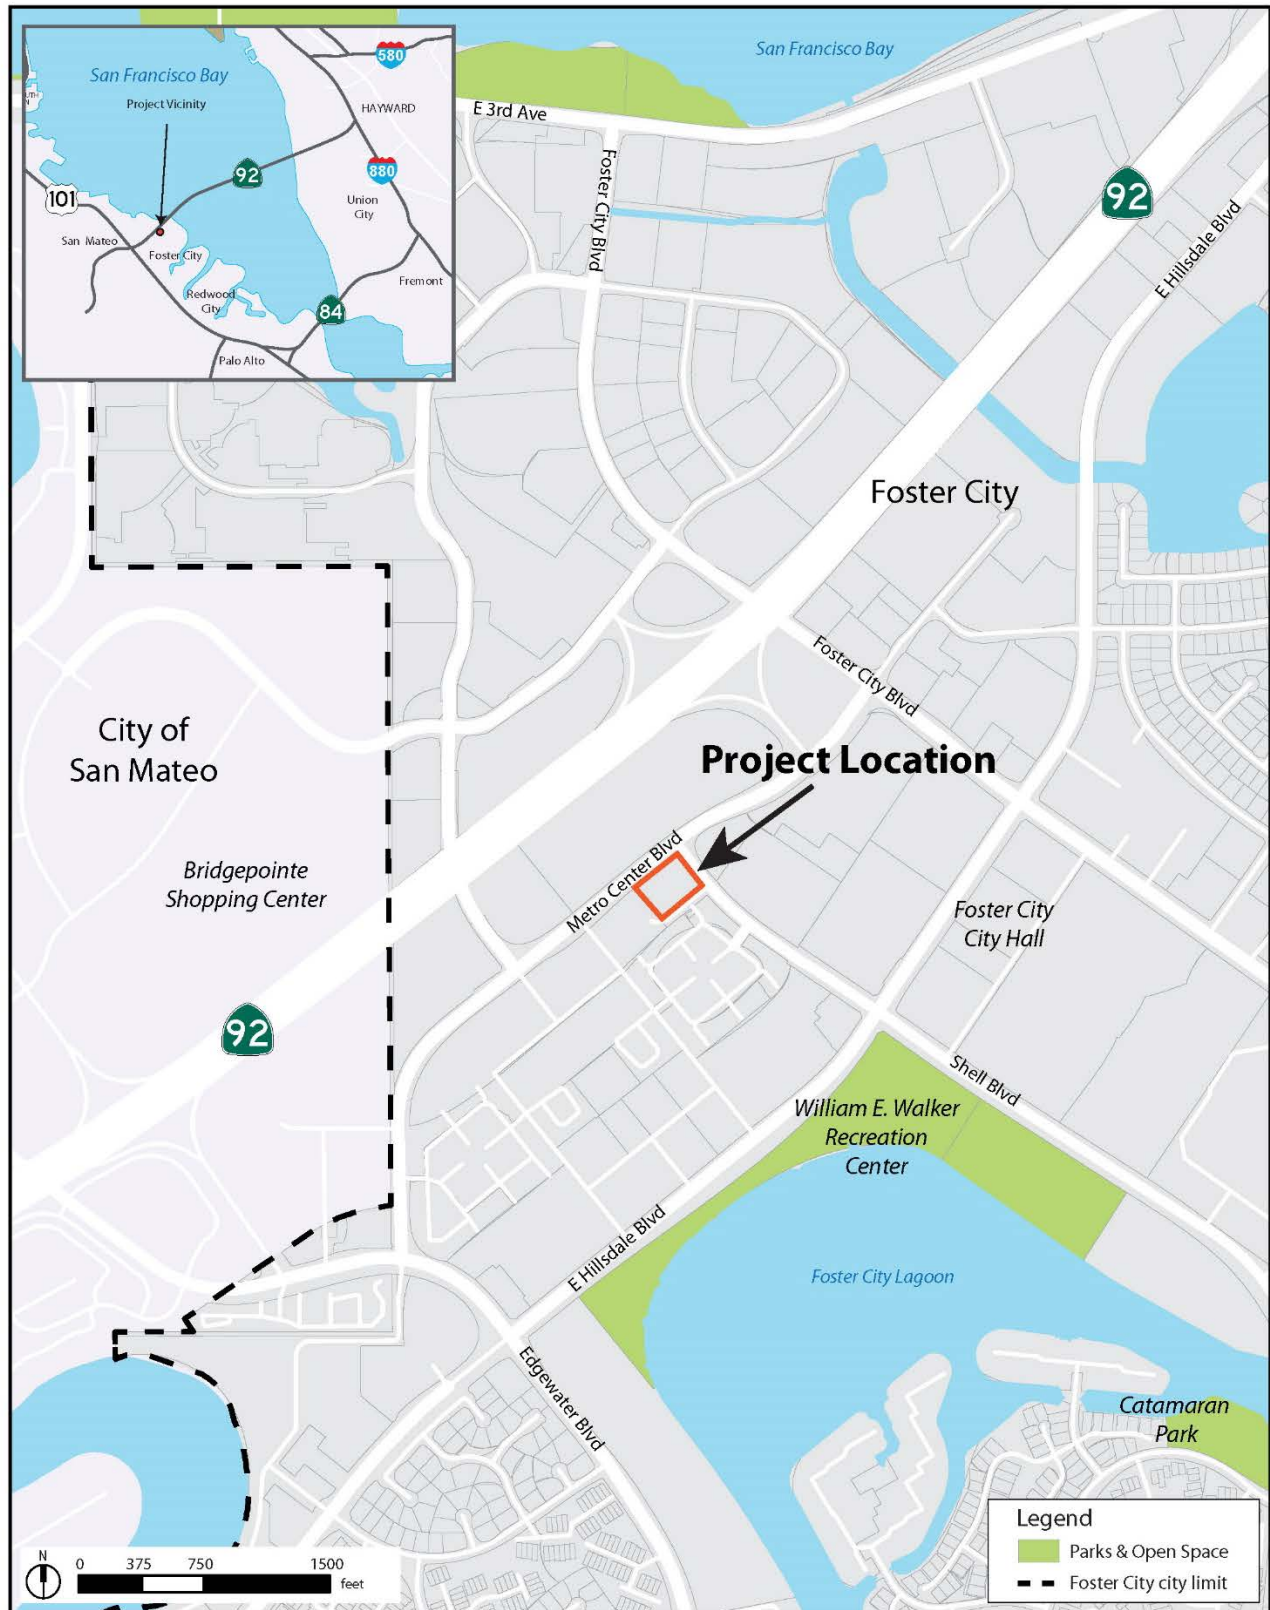 San Francisco Bay
Project Vicinity
580
HAYWARD
92
880
101
Union
City
San Mateo
Foster City
Redwood
City
Fremont
84
Palo Alto
San Francisco Bay
E 3rd Ave
Foster City Blvd
92
E Hillsdale Blvd
Foster City
Foster City Blvd
City of
San Mateo
Project Location
Bridgepointe
Shopping Center
Metro Center Blvd
Foster City
City Hall
92
Shell Blvd
William E. Walker
Recreation
Center
E Hillsdale Blvd
Foster City Lagoon
Edgewater Blvd
Catamaran
Park
Legend
Parks & Open Space
Foster City city limit
N
0 375 750 1500
feet